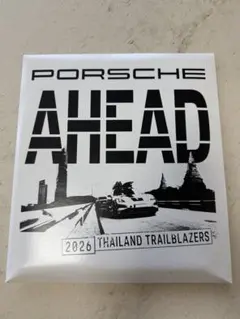 PORSCHE
AHEAD
2026 THAILAND TRAILBLAZERS